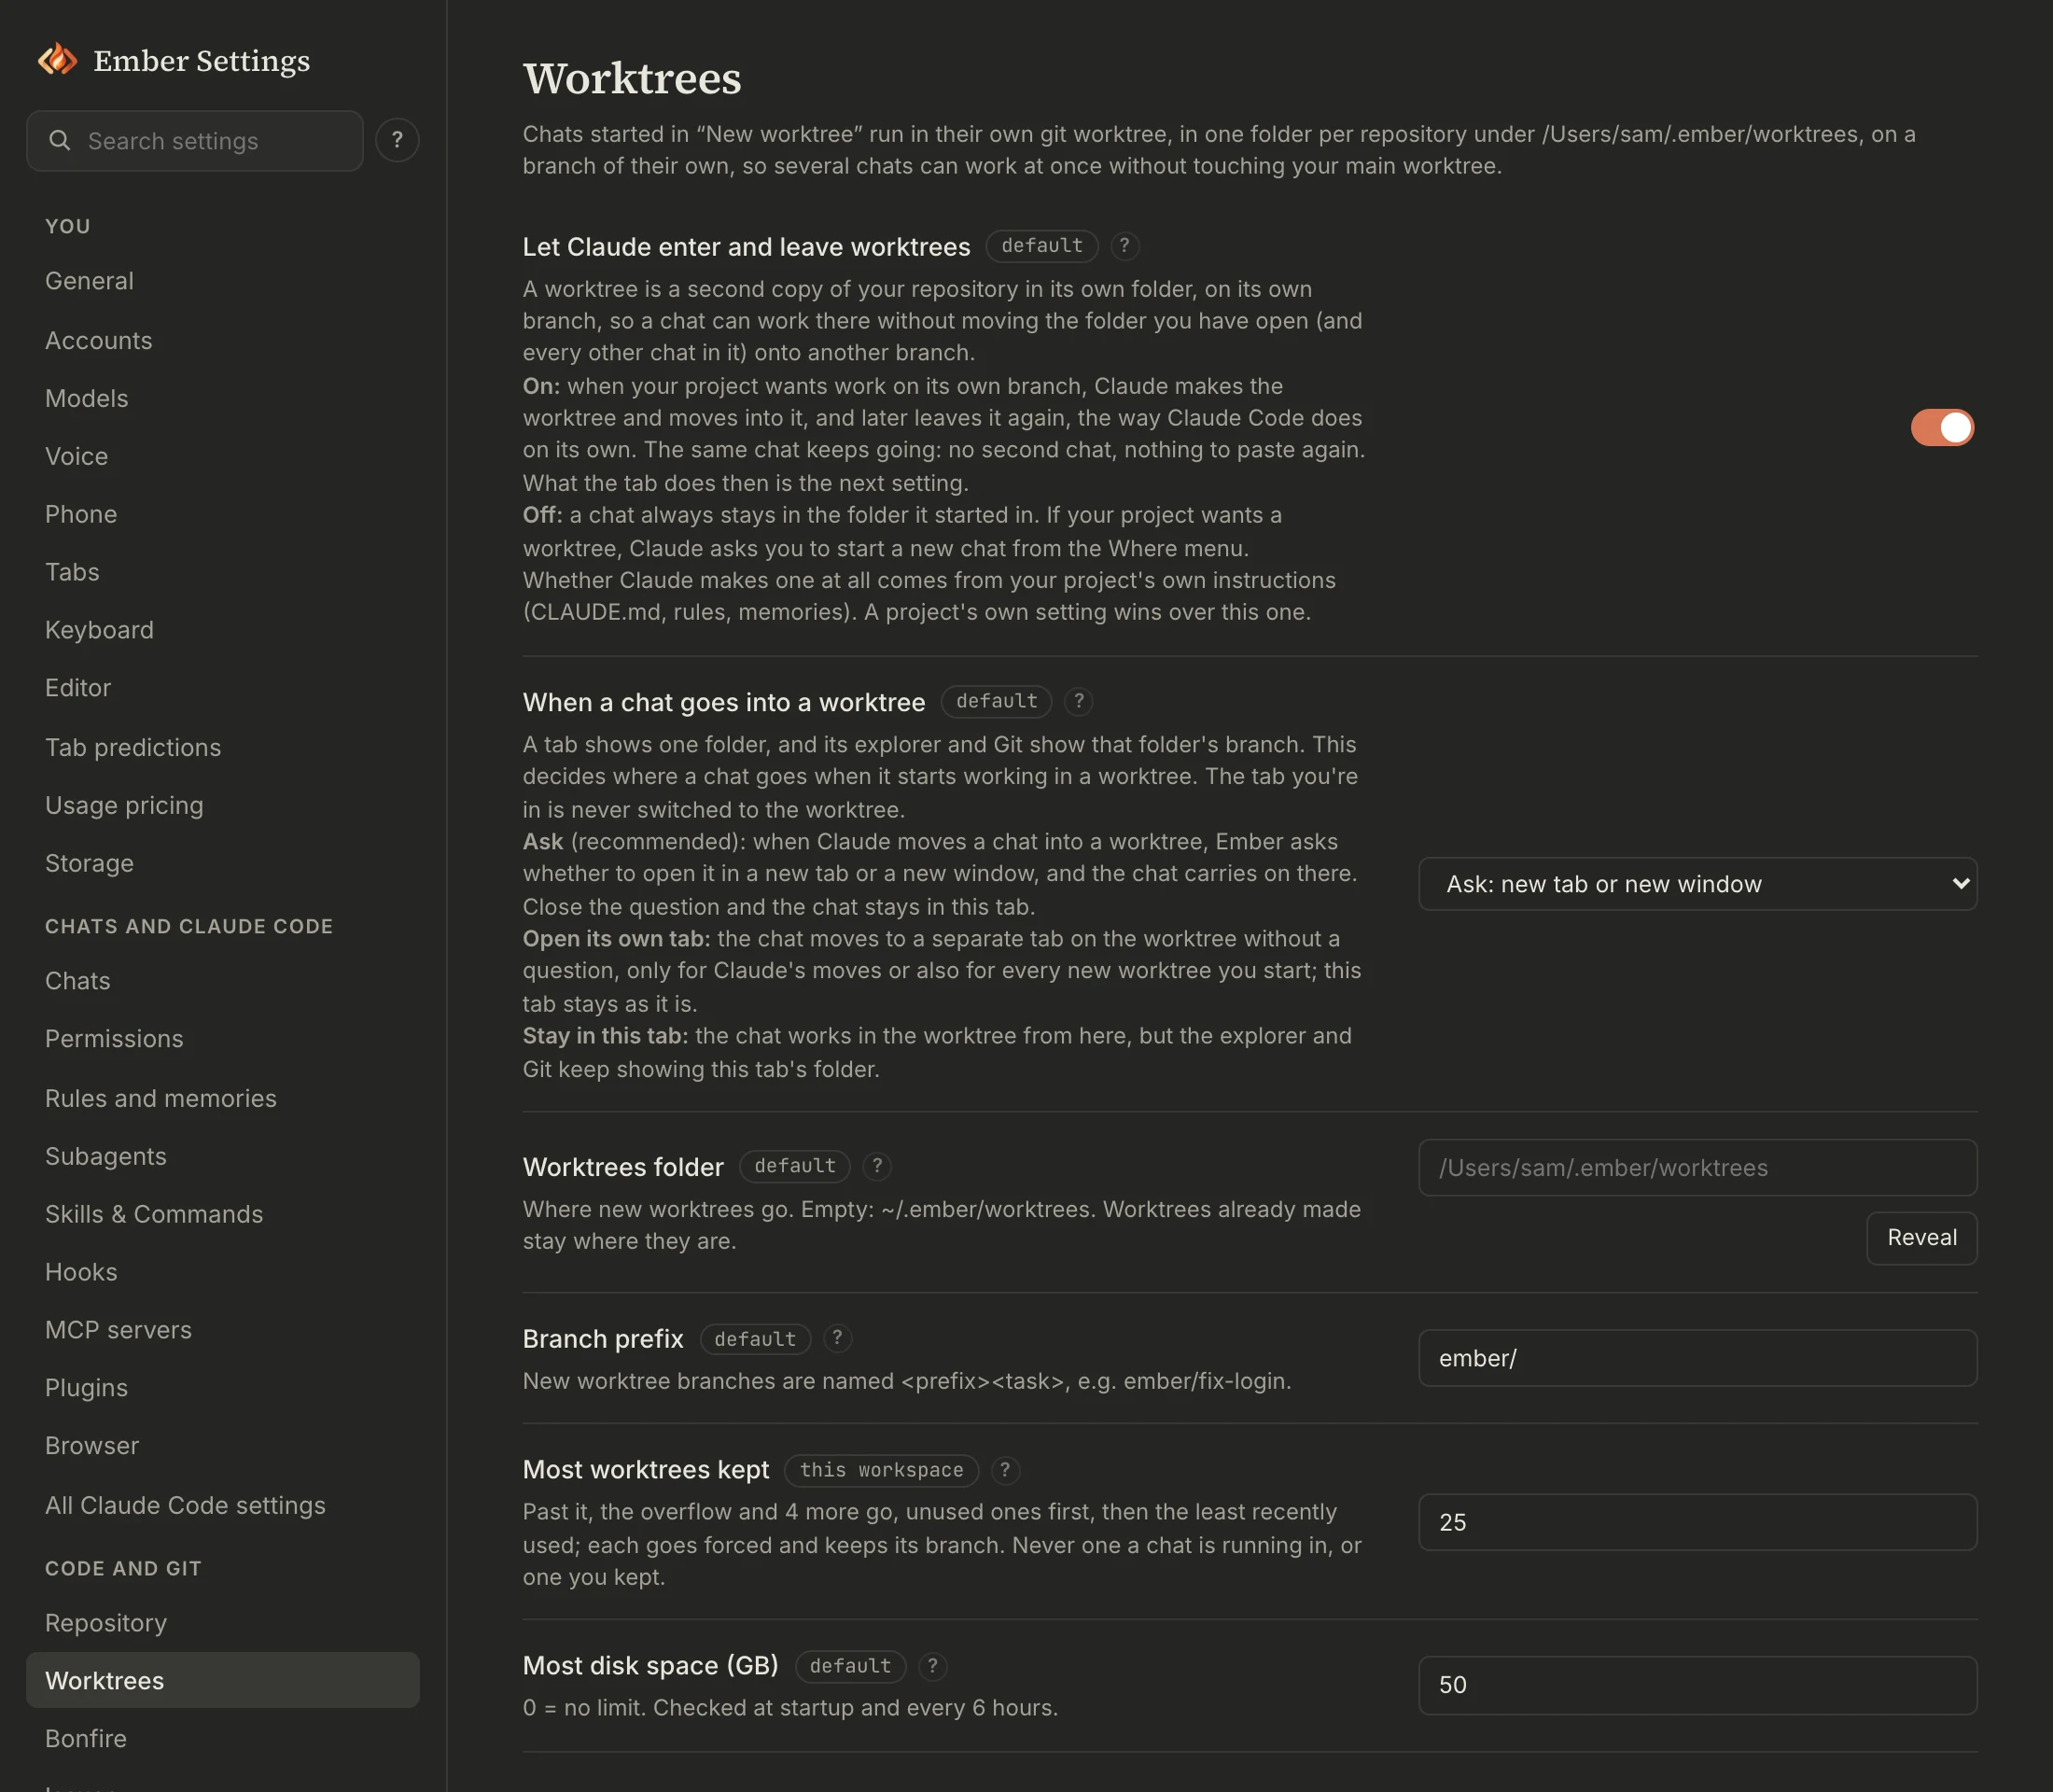 Ember Settings
Search settings
?
YOU
General
Accounts
Models
Voice
Phone
Tabs
Keyboard
Editor
Tab predictions
Usage pricing
Storage
CHATS AND CLAUDE CODE
Chats
Permissions
Rules and memories
Subagents
Skills & Commands
Hooks
MCP servers
Plugins
Browser
All Claude Code settings
CODE AND GIT
Repository
Worktrees
Bonfire
Worktrees
Chats started in “New worktree” run in their own git worktree, in one folder per repository under /Users/sam/.ember/worktrees, on a
branch of their own, so several chats can work at once without touching your main worktree.
Let Claude enter and leave worktrees default ?
A worktree is a second copy of your repository in its own folder, on its own
branch, so a chat can work there without moving the folder you have open (and
every other chat in it) onto another branch.
On: when your project wants work on its own branch, Claude makes the
worktree and moves into it, and later leaves it again, the way Claude Code does
on its own. The same chat keeps going: no second chat, nothing to paste again.
What the tab does then is the next setting.
Off: a chat always stays in the folder it started in. If your project wants a
worktree, Claude asks you to start a new chat from the Where menu.
Whether Claude makes one at all comes from your project's own instructions
(CLAUDE.md, rules, memories). A project's own setting wins over this one.
When a chat goes into a worktree default ?
A tab shows one folder, and its explorer and Git show that folder's branch. This
decides where a chat goes when it starts working in a worktree. The tab you're
in is never switched to the worktree.
Ask (recommended): when Claude moves a chat into a worktree, Ember asks
whether to open it in a new tab or a new window, and the chat carries on there.
Close the question and the chat stays in this tab.
Open its own tab: the chat moves to a separate tab on the worktree without a
question, only for Claude's moves or also for every new worktree you start; this
tab stays as it is.
Stay in this tab: the chat works in the worktree from here, but the explorer and
Git keep showing this tab's folder.
Ask: new tab or new window
Worktrees folder default ?
Where new worktrees go. Empty: ~/.ember/worktrees. Worktrees already made
stay where they are.
/Users/sam/.ember/worktrees
Reveal
Branch prefix default ?
New worktree branches are named <prefix><task>, e.g. ember/fix-login.
ember/
Most worktrees kept this workspace ?
Past it, the overflow and 4 more go, unused ones first, then the least recently
used; each goes forced and keeps its branch. Never one a chat is running in, or
one you kept.
25
Most disk space (GB) default ?
0 = no limit. Checked at startup and every 6 hours.
50